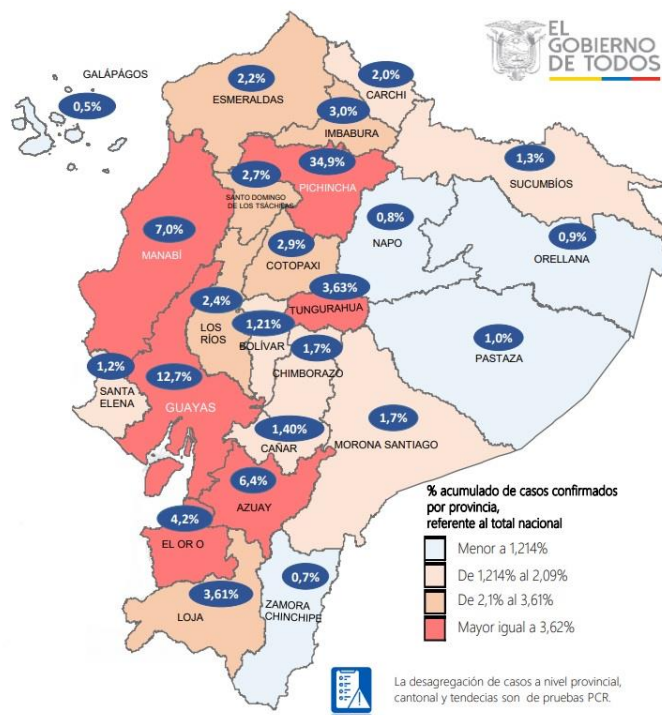 EL
GOBIERNO
DE TODOS
GALÁPAGOS
0,5%
2,2%
ESMERALDAS
2,0%
CARCHI
3,0%
IMBABURA
34,9%
PICHINCHA
1,3%
SUCUMBÍOS
2,7%
SANTO DOMINGO
DE LOS TSÁCHILAS
7,0%
MANABÍ
0,8%
NAPO
0,9%
ORELLANA
2,9%
COTOPAXI
3,63%
TUNGURAHUA
2,4%
LOS
RÍOS
1,21%
BOLÍVAR
1,7%
CHIMBORAZO
1,0%
PASTAZA
1,2%
SANTA
ELENA
12,7%
GUAYAS
1,40%
CAÑAR
1,7%
MORONA SANTIAGO
6,4%
AZUAY
4,2%
EL OR O
3,61%
LOJA
0,7%
ZAMORA
CHINCHIPE
% acumulado de casos confirmados
por provincia,
referente al total nacional
Menor a 1,214%
De 1,214% al 2,09%
De 2,1% al 3,61%
Mayor igual a 3,62%
La desagregación de casos a nivel provincial,
cantonal y tendecias son de pruebas PCR.